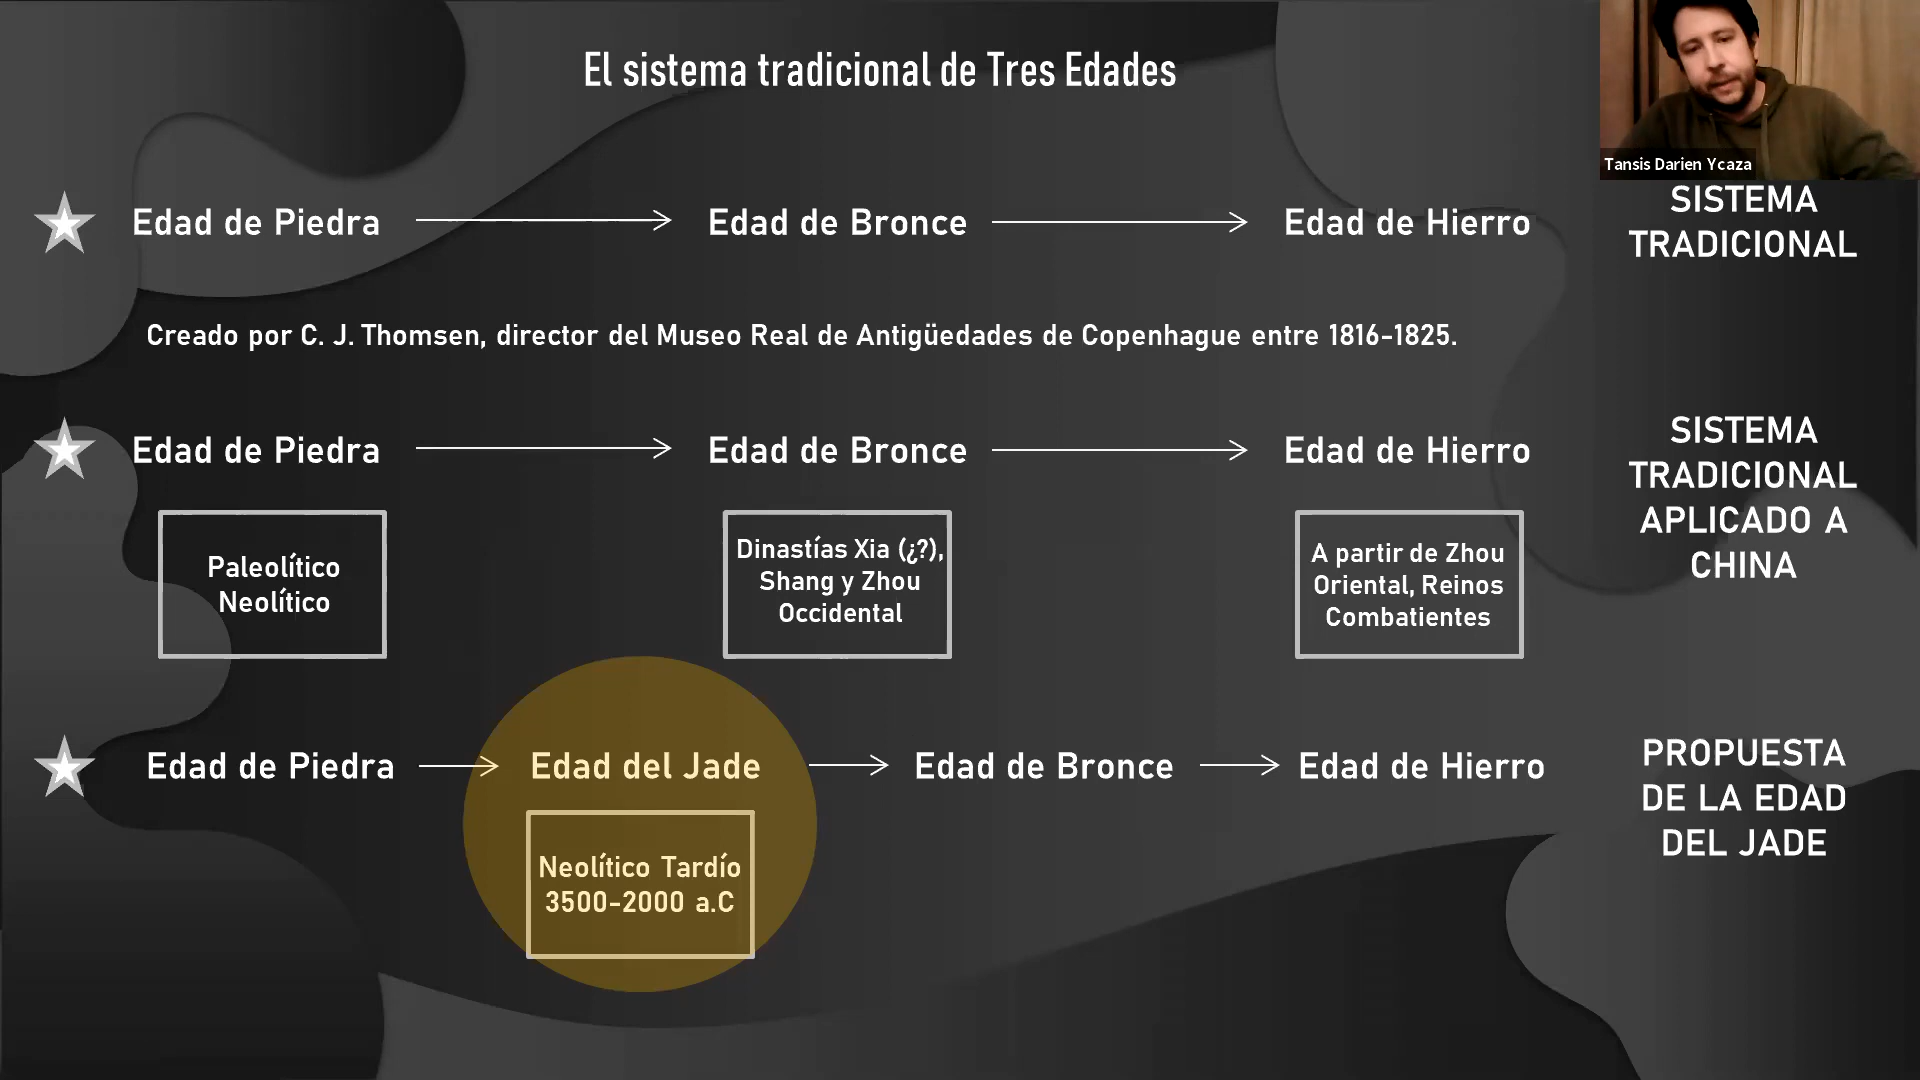 El sistema tradicional de Tres Edades
Tansis Darien Ycaza
Edad de Piedra
Edad de Bronce
Edad de Hierro
SISTEMA
TRADICIONAL
Creado por C. J. Thomsen, director del Museo Real de Antigüedades de Copenhague entre 1816-1825.
Edad de Piedra
Edad de Bronce
Edad de Hierro
SISTEMA
TRADICIONAL
APLICADO A
CHINA
Paleolítico
Neolítico
Dinastías Xia (¿?),
Shang y Zhou
Occidental
A partir de Zhou
Oriental, Reinos
Combatientes
Edad de Piedra
Edad del Jade
Edad de Bronce
Edad de Hierro
PROPUESTA
DE LA EDAD
DEL JADE
Neolítico Tardío
3500-2000 a.C